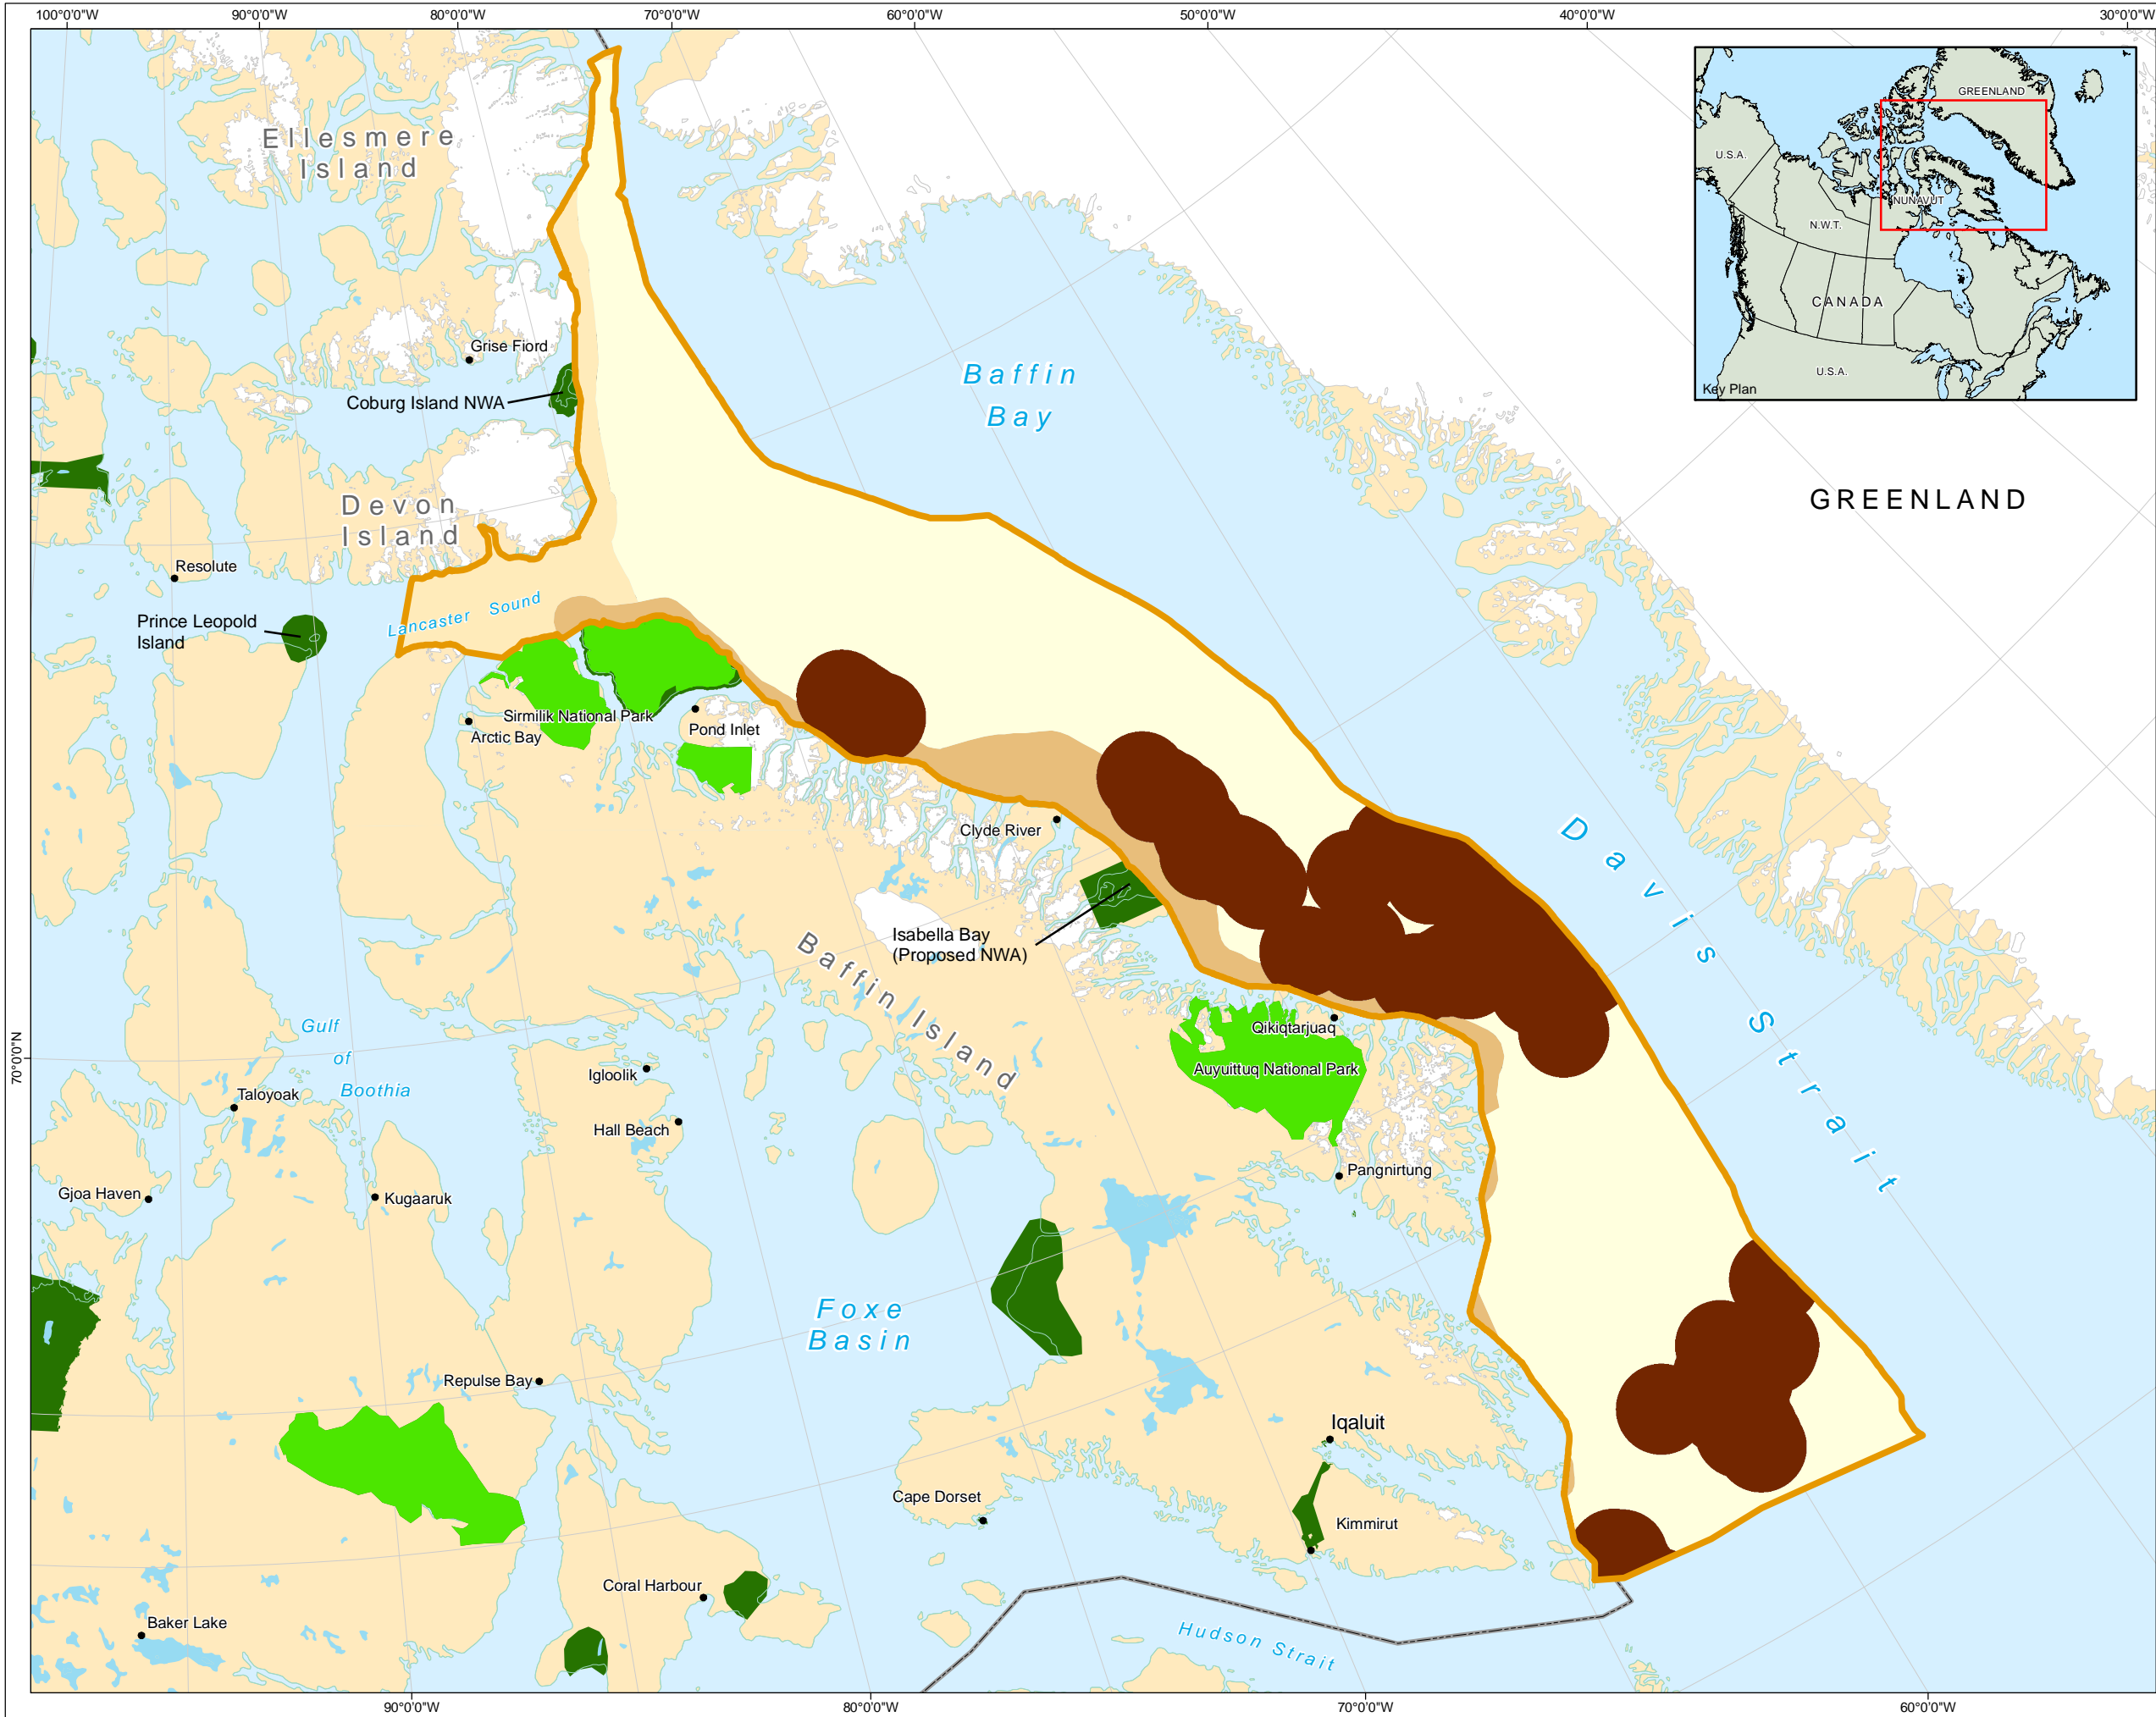 100°0'0"W
90°0'0"W
80°0'0"W
70°0'0"W
60°0'0"W
50°0'0"W
40°0'0"W
30°0'0"W
Ellesmere
Island
Grise Fiord
Coburg Island NWA
Baffin
Bay
GREENLAND
Devon
Island
Resolute
Lancaster Sound
Prince Leopold
Island
Sirmilik National Park
Arctic Bay
Pond Inlet
Clyde River
Isabella Bay
(Proposed NWA)
Davis Strait
Baffin Island
Qikiqtarjuaq
Auyuittuq National Park
Pangnirtung
Gulf
of
Boothia
70°0'0"N
Igloolik
Taloyoak
Hall Beach
Gjoa Haven
Kugaaruk
Foxe
Basin
Repulse Bay
Iqaluit
Cape Dorset
Kimmirut
Coral Harbour
Baker Lake
Hudson Strait
90°0'0"W
80°0'0"W
70°0'0"W
60°0'0"W
GREENLAND
U.S.A.
NUNAVUT
N.W.T.
CANADA
U.S.A.
Key Plan